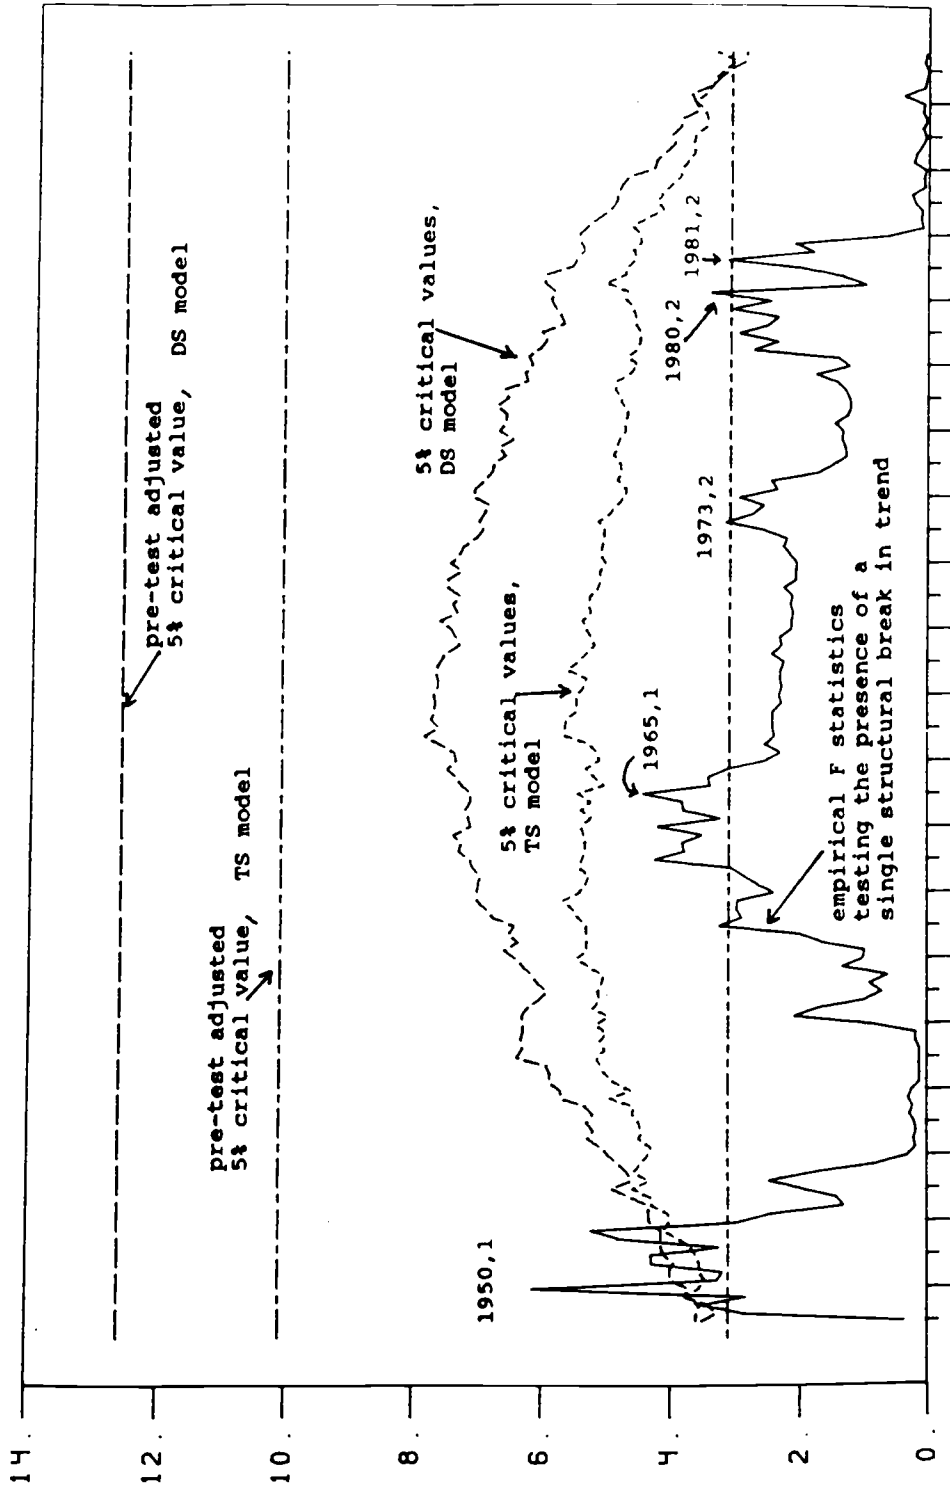 14.
12.
10.
8.
6.
4.
2.
0.
pre-test adjusted
5% critical value, DS model
pre-test adjusted
5% critical value, TS model
5% critical values,
DS model
5% critical values,
TS model
1950,1
1965,1
1973,2
1980,2
1981,2
empirical F statistics
testing the presence of a
single structural break in trend